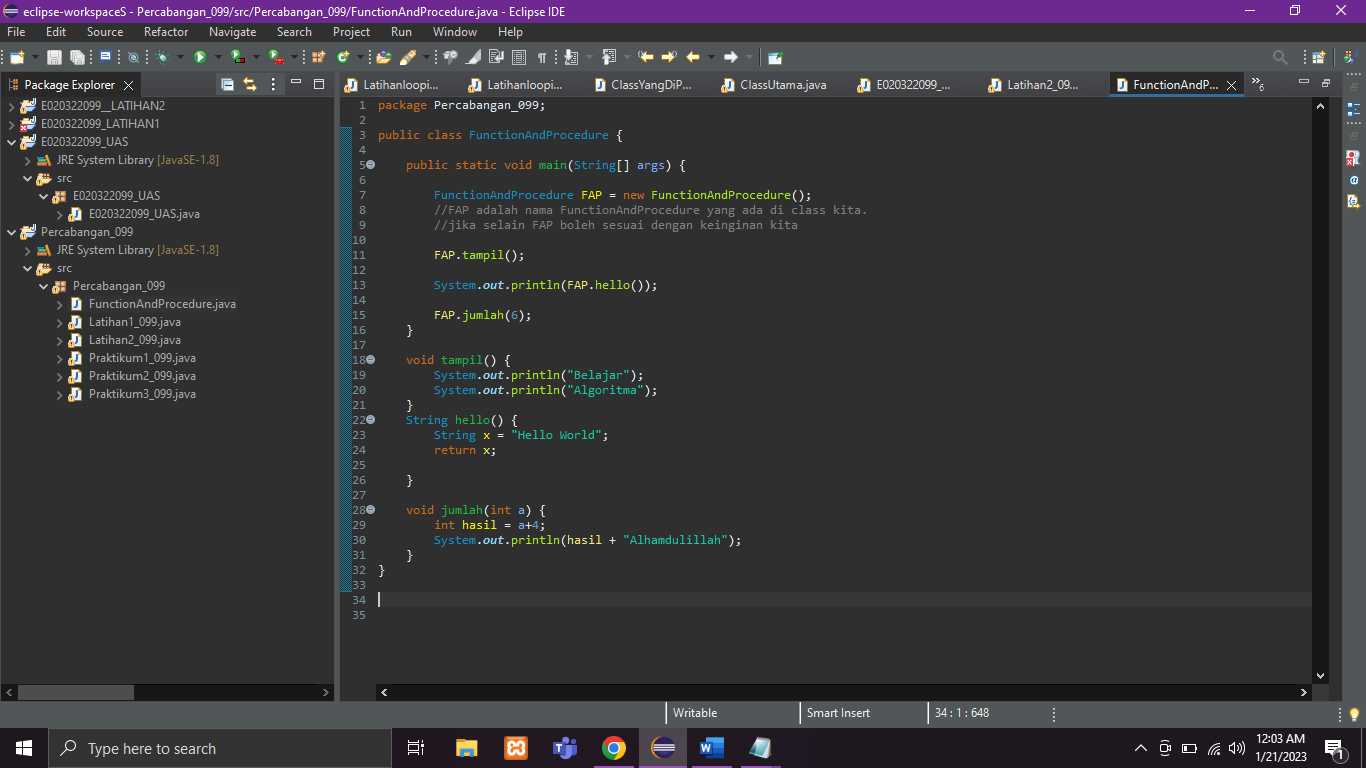 eclipse-workspaceS - Percabangan_099/src/Percabangan_099/FunctionAndProcedure.java - Eclipse IDE
File Edit Source Refactor Navigate Search Project Run Window Help
Package Explorer
Latihanloopi... Latihanloopi... ClassYangDiP... ClassUtama.java E020322099_... Latihan2_09... FunctionAndP... »6
E020322099__LATIHAN2
E020322099_LATIHAN1
E020322099_UAS
JRE System Library [JavaSE-1.8]
src
E020322099_UAS
E020322099_UAS.java
Percabangan_099
JRE System Library [JavaSE-1.8]
src
Percabangan_099
FunctionAndProcedure.java
Latihan1_099.java
Latihan2_099.java
Praktikum1_099.java
Praktikum2_099.java
Praktikum3_099.java
1 package Percabangan_099;
2
3 public class FunctionAndProcedure {
4
5 public static void main(String[] args) {
6
7 FunctionAndProcedure FAP = new FunctionAndProcedure();
8 //FAP adalah nama FunctionAndProcedure yang ada di class kita.
9 //jika selain FAP boleh sesuai dengan keinginan kita
10
11 FAP.tampil();
12
13 System.out.println(FAP.hello());
14
15 FAP.jumlah(6);
16 }
17
18 void tampil() {
19 System.out.println("Belajar");
20 System.out.println("Algoritma");
21 }
22 String hello() {
23 String x = "Hello World";
24 return x;
25
26 }
27
28 void jumlah(int a) {
29 int hasil = a+4;
30 System.out.println(hasil + "Alhamdulillah");
31 }
32 }
33
34
35
Writable Smart Insert 34 : 1 : 648
Type here to search
12:03 AM
1/21/2023
1